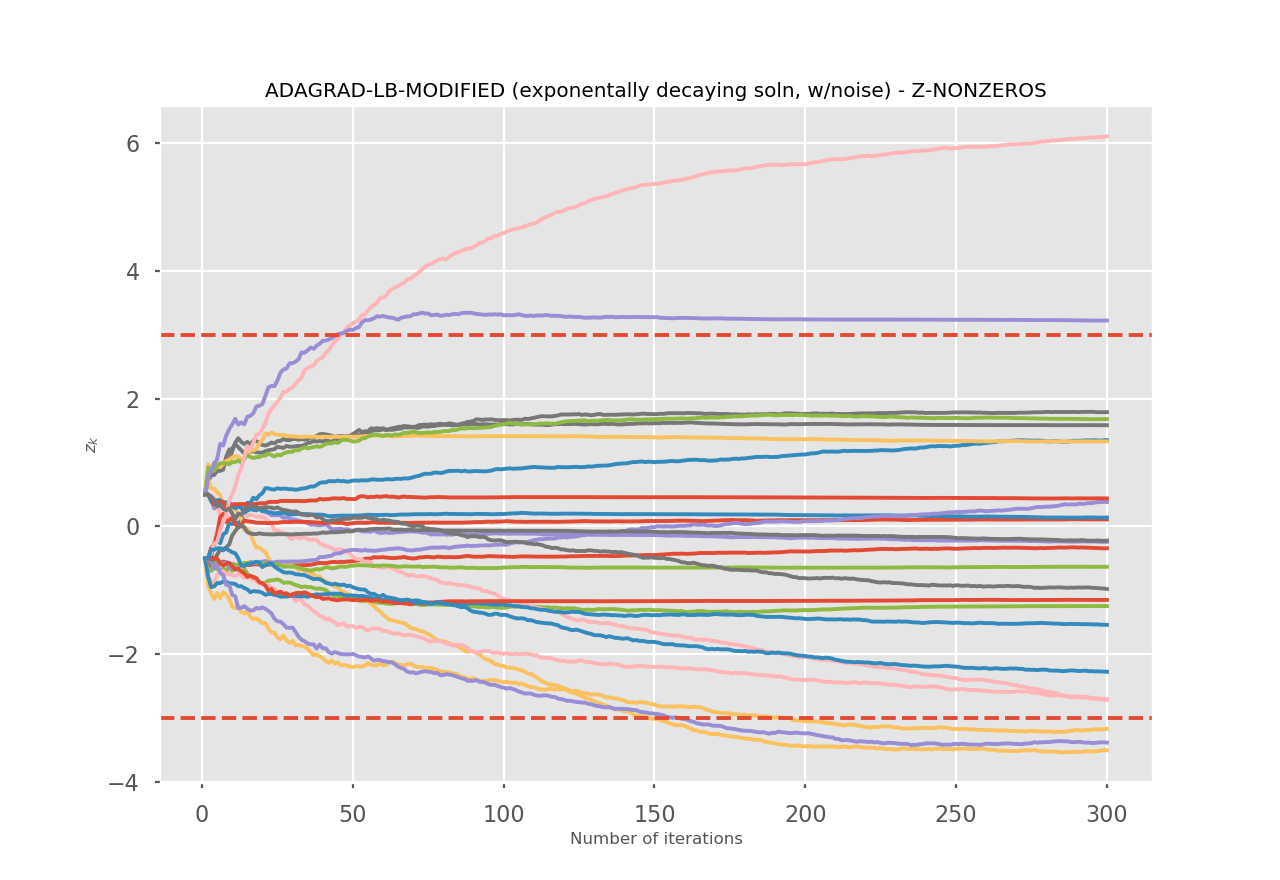 ADAGRAD-LB-MODIFIED (exponentially decaying soln, w/noise) - Z-NONZEROS
6
4
2
0
−2
−4
z_k
0 50 100 150 200 250 300
Number of iterations